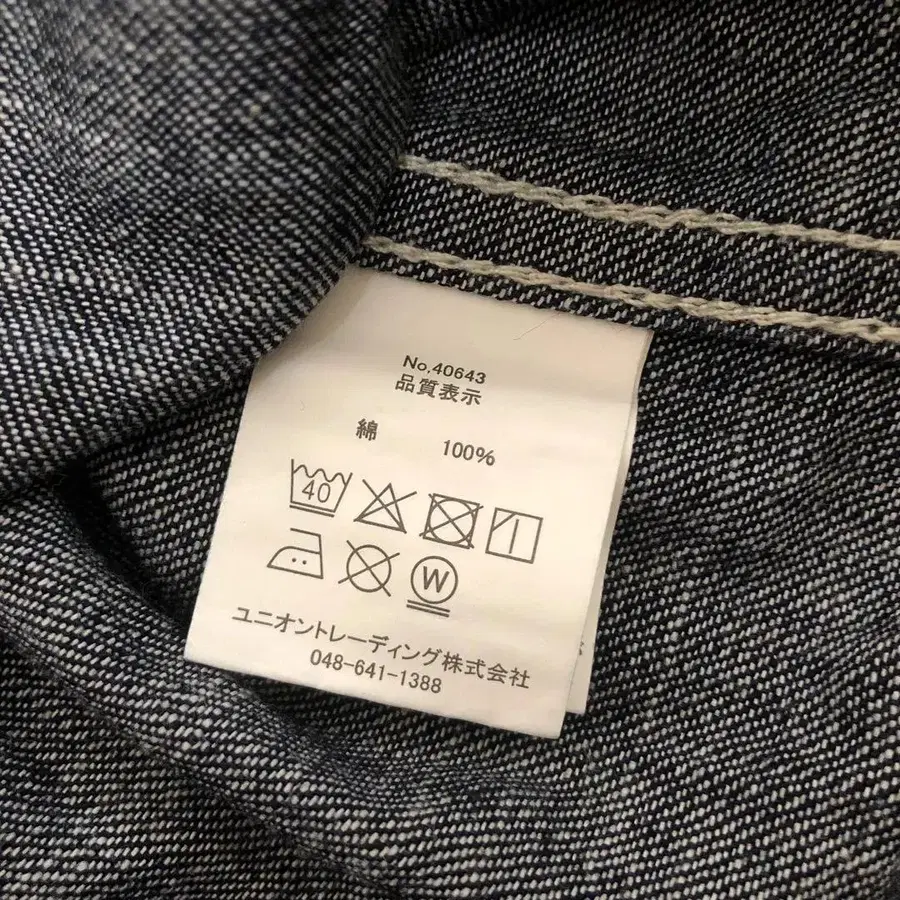 No.40643
品質表示
綿 100%
40
W
ユニオントレーディング株式会社
048-641-1388